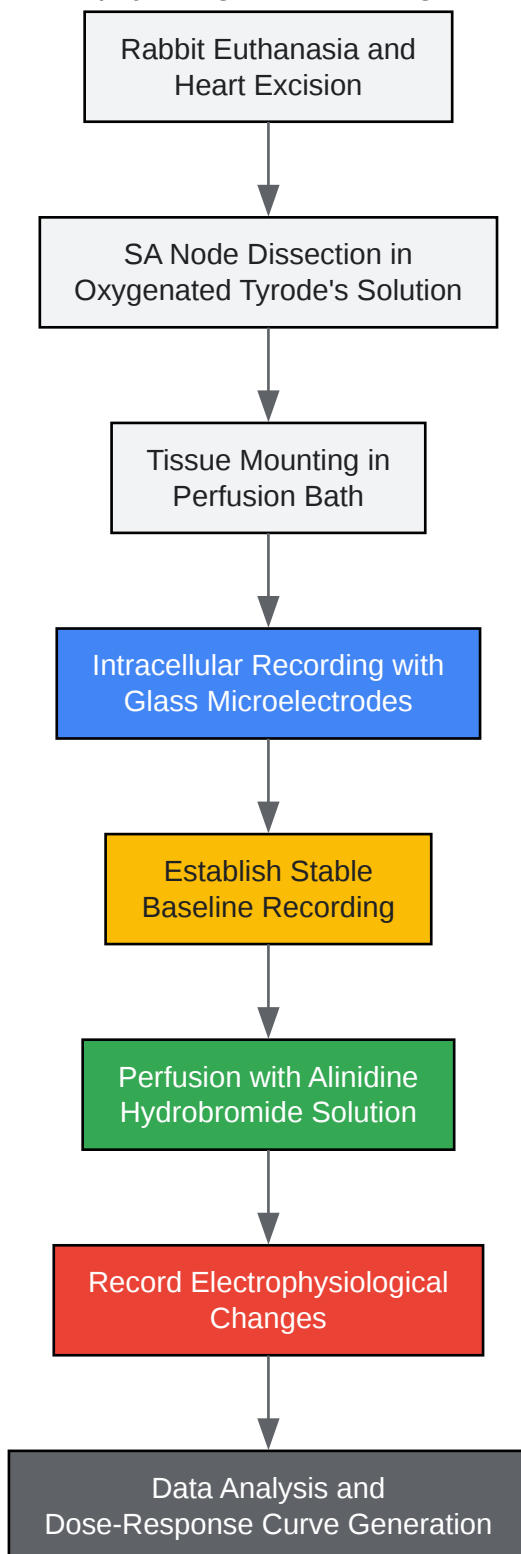 Rabbit Euthanasia and
Heart Excision
SA Node Dissection in
Oxygenated Tyrode's Solution
Tissue Mounting in
Perfusion Bath
Intracellular Recording with
Glass Microelectrodes
Establish Stable
Baseline Recording
Perfusion with Alinidine
Hydrobromide Solution
Record Electrophysiological
Changes
Data Analysis and
Dose-Response Curve Generation